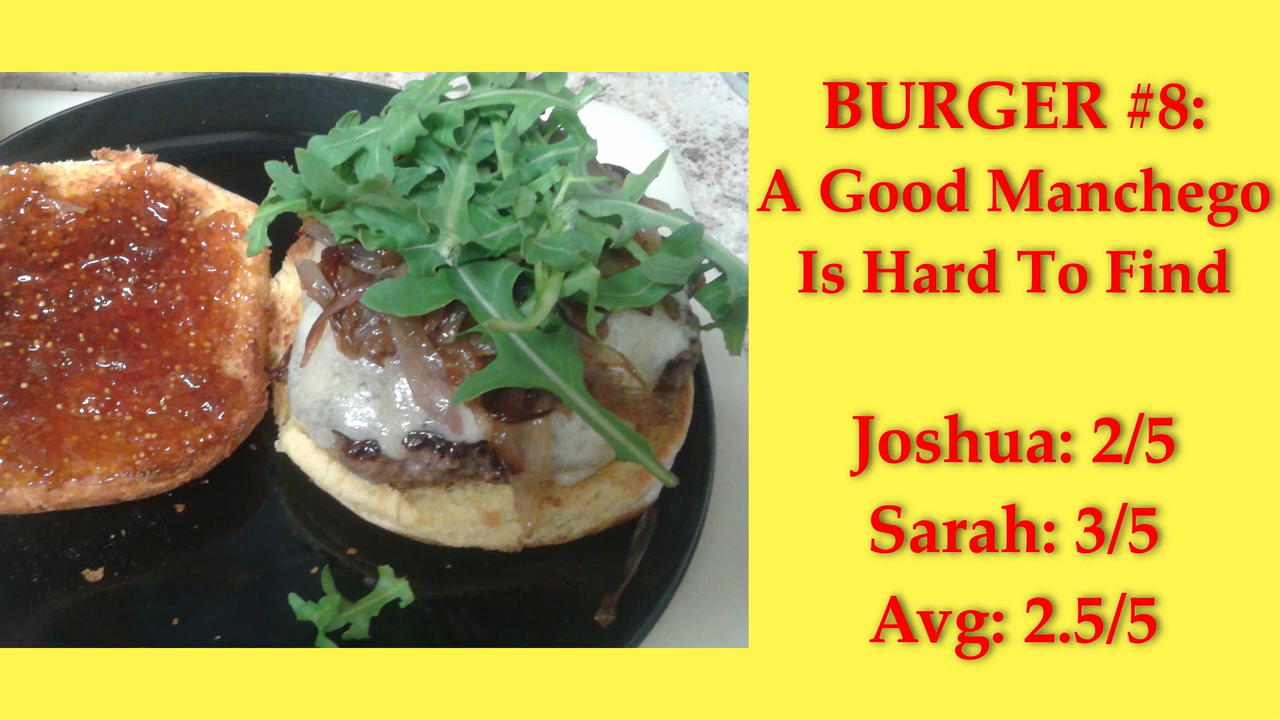 BURGER #8:
A Good Manchego
Is Hard To Find
Joshua: 2/5
Sarah: 3/5
Avg: 2.5/5